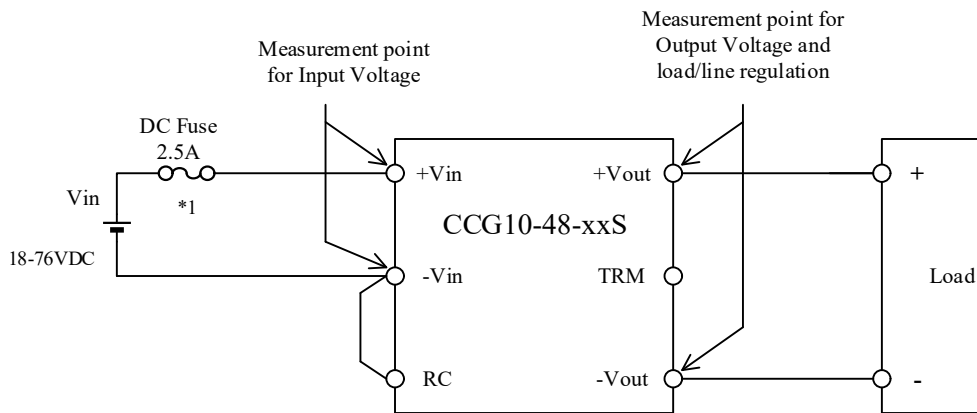 Measurement point
for Input Voltage
Measurement point for
Output Voltage and
load/line regulation
DC Fuse
2.5A
*1
Vin
18-76VDC
+Vin
+Vout
CCG10-48-xxS
-Vin
TRM
RC
-Vout
+
Load
-